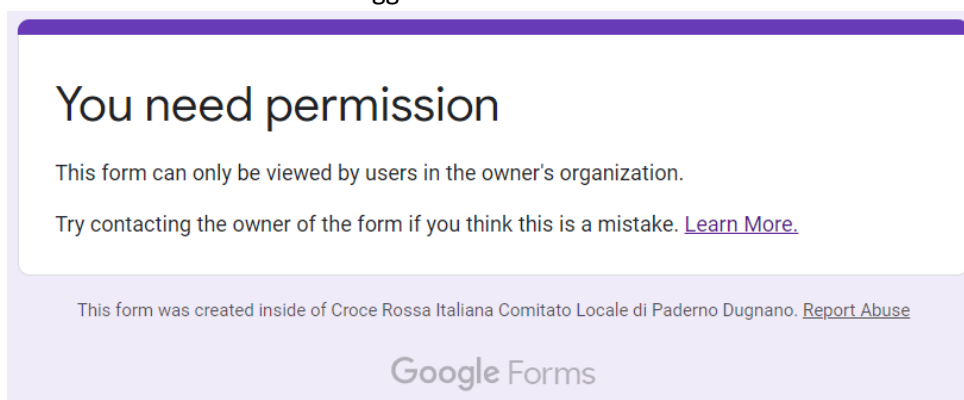 gg
You need permission
This form can only be viewed by users in the owner's organization.
Try contacting the owner of the form if you think this is a mistake. Learn More.
This form was created inside of Croce Rossa Italiana Comitato Locale di Paderno Dugnano. Report Abuse
Google Forms